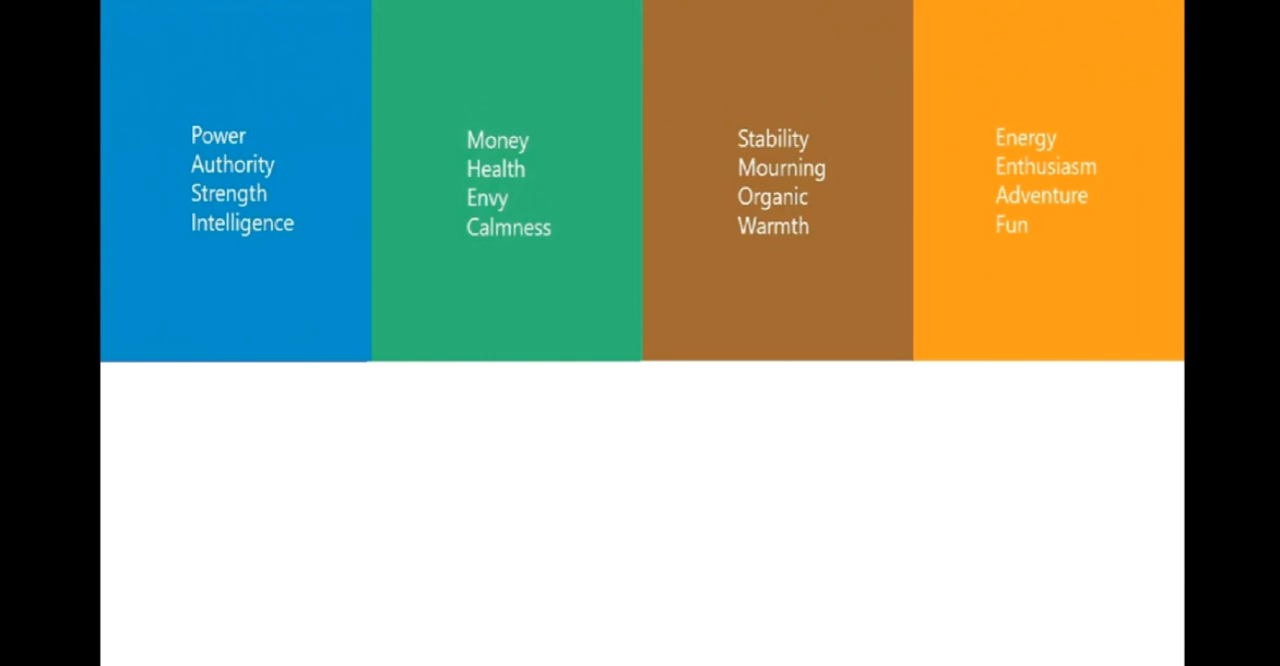 Power
Authority
Strength
Intelligence
Money
Health
Envy
Calmness
Stability
Mourning
Organic
Warmth
Energy
Enthusiasm
Adventure
Fun